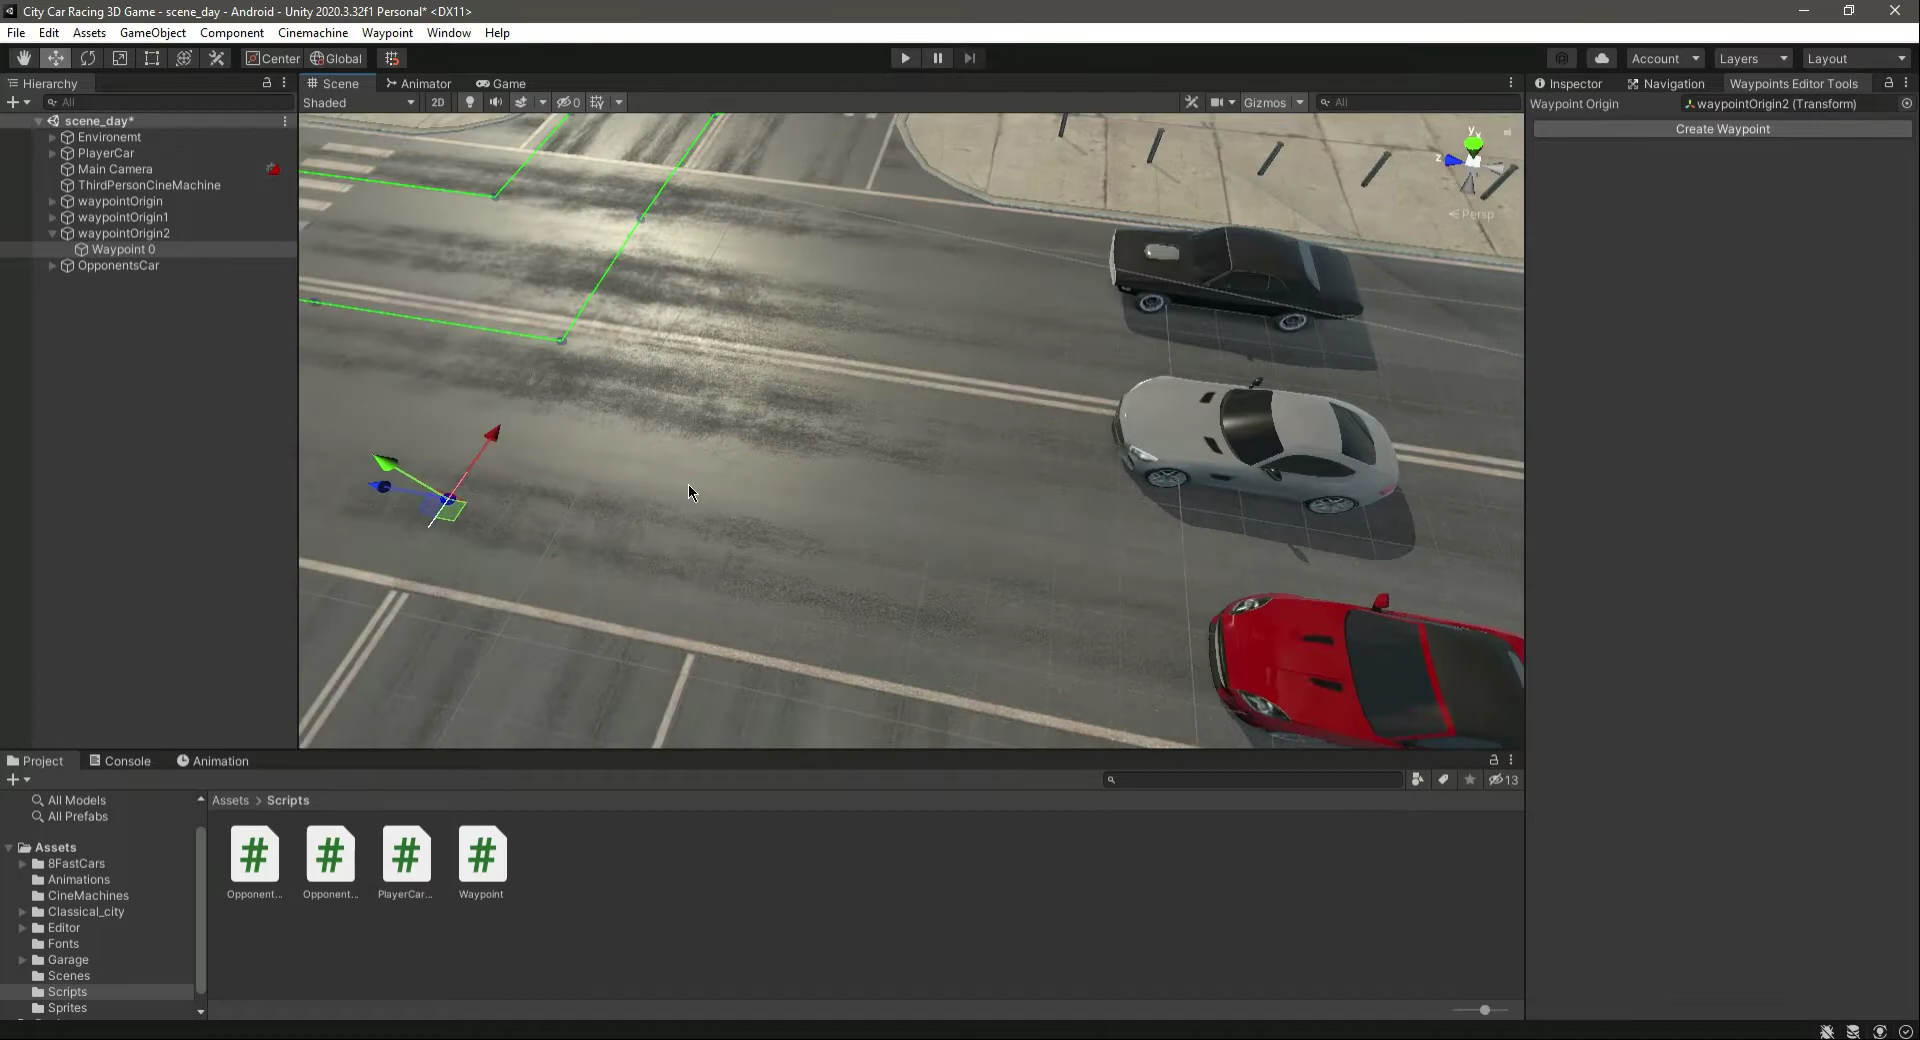 City Car Racing 3D Game - scene_day - Android - Unity 2020.3.32f1 Personal* <DX11>
File Edit Assets GameObject Component Cinemachine Waypoint Window Help
Center Global Account Layers Layout
Hierarchy
All
scene_day*
Environemt
PlayerCar
Main Camera
ThirdPersonCineMachine
waypointOrigin
waypointOrigin1
waypointOrigin2
Waypoint 0
OpponentsCar
Scene Animator Game
Shaded 2D 0 Gizmos All
y
x
z
Persp
Inspector Navigation Waypoints Editor Tools
Waypoint Origin waypointOrigin2 (Transform)
Create Waypoint
Project Console Animation
13
All Models
All Prefabs
Assets
8FastCars
Animations
CineMachines
Classical_city
Editor
Fonts
Garage
Scenes
Scripts
Sprites
Assets > Scripts
Opponent... Opponent... PlayerCar... Waypoint